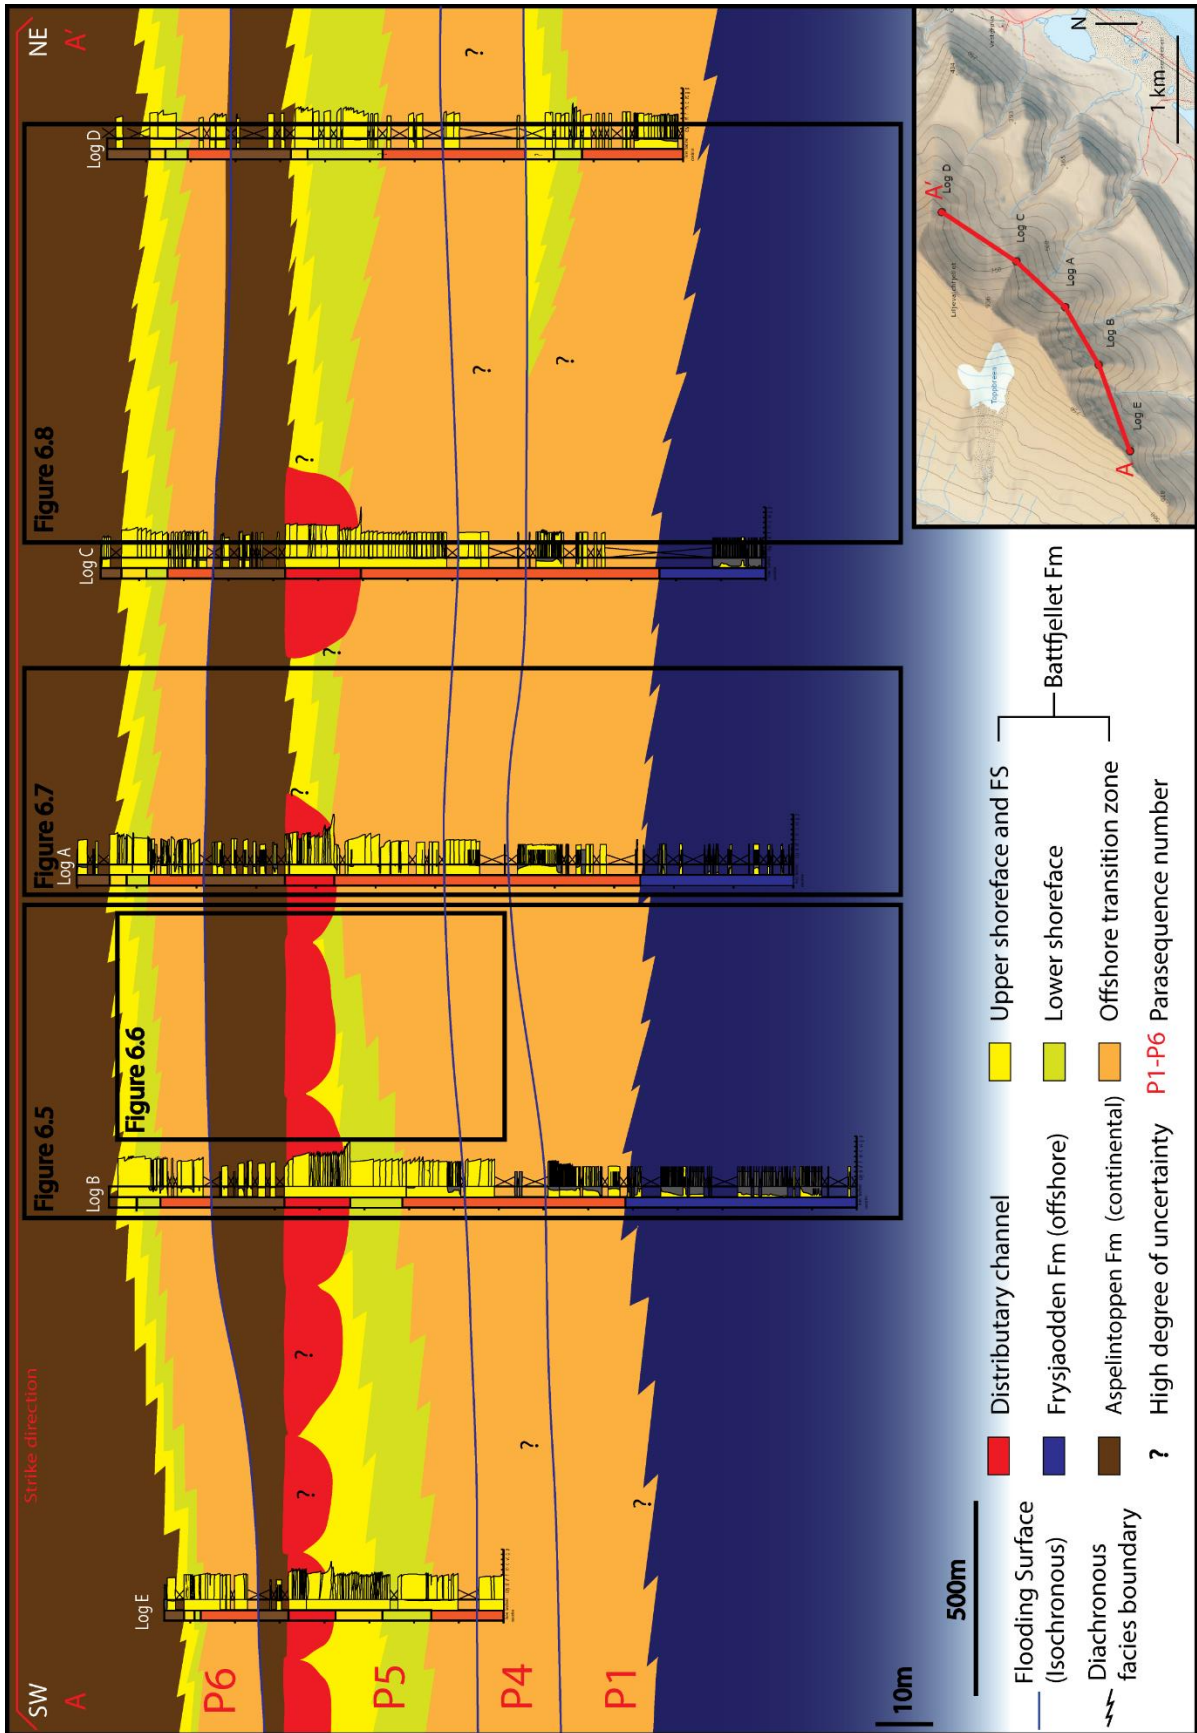 SW
NE
A
A'
Strike direction
Figure 6.5
Figure 6.6
Figure 6.7
Figure 6.8
Log E
Log B
Log A
Log C
Log D
P6
P5
P4
P1
?
?
?
?
?
?
?
?
?
?
?
10m
500m
Flooding Surface
(Isochronous)
Diachronous
facies boundary
Distributary channel
Frysjaodden Fm (offshore)
Aspelintoppen Fm (continental)
? High degree of uncertainty
Upper shoreface and FS
Lower shoreface
Offshore transition zone
P1-P6 Parasequence number
Battfjellet Fm
A
A'
Log E
Log B
Log A
Log C
Log D
Toppbreen
N
1 km